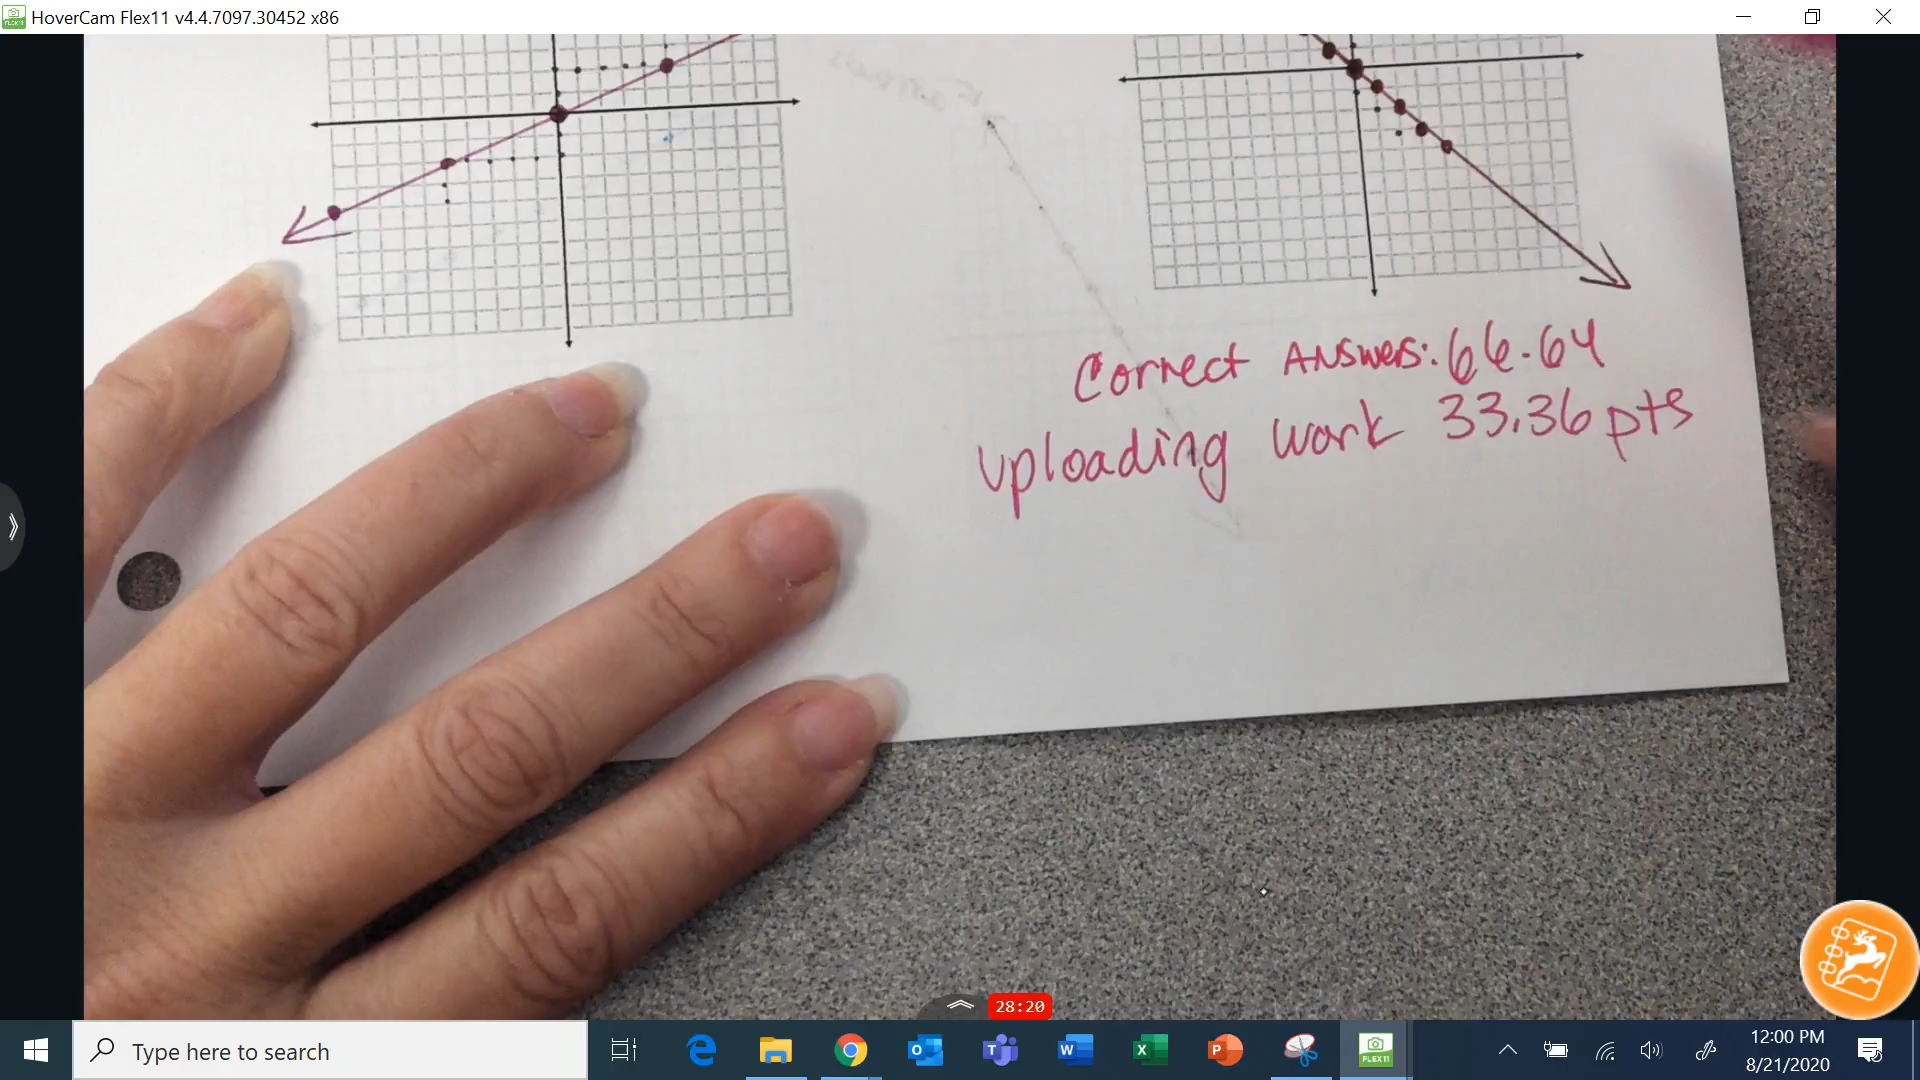 HoverCam Flex11 v4.4.7097.30452 x86
Correct Answers: 66.64
uploading work 33.36 pts
28:20
Type here to search
12:00 PM
8/21/2020
FLEX11